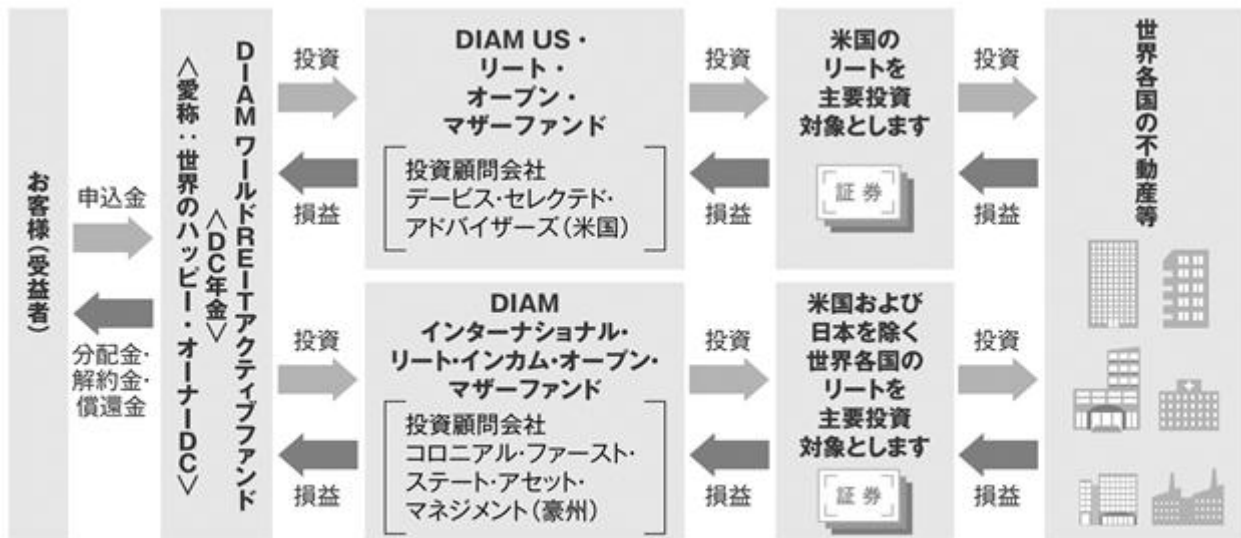 お客様(受益者)
申込金
分配金・
解約金・
償還金
DIAM ワールドREITアクティブファンド
<DC年金>
<愛称:世界のハッピー・オーナーDC>
投資
損益
DIAM US・
リート・
オープン・
マザーファンド
投資顧問会社
デービス・セレクテド・
アドバイザーズ(米国)
投資
損益
米国の
リートを
主要投資
対象とします
証券
投資
損益
投資
損益
DIAM
インターナショナル・
リート・インカム・オープン・
マザーファンド
投資顧問会社
コロニアル・ファースト・
ステート・アセット・
マネジメント(豪州)
投資
損益
米国および
日本を除く
世界各国の
リートを
主要投資
対象とします
証券
投資
損益
世界各国の不動産等